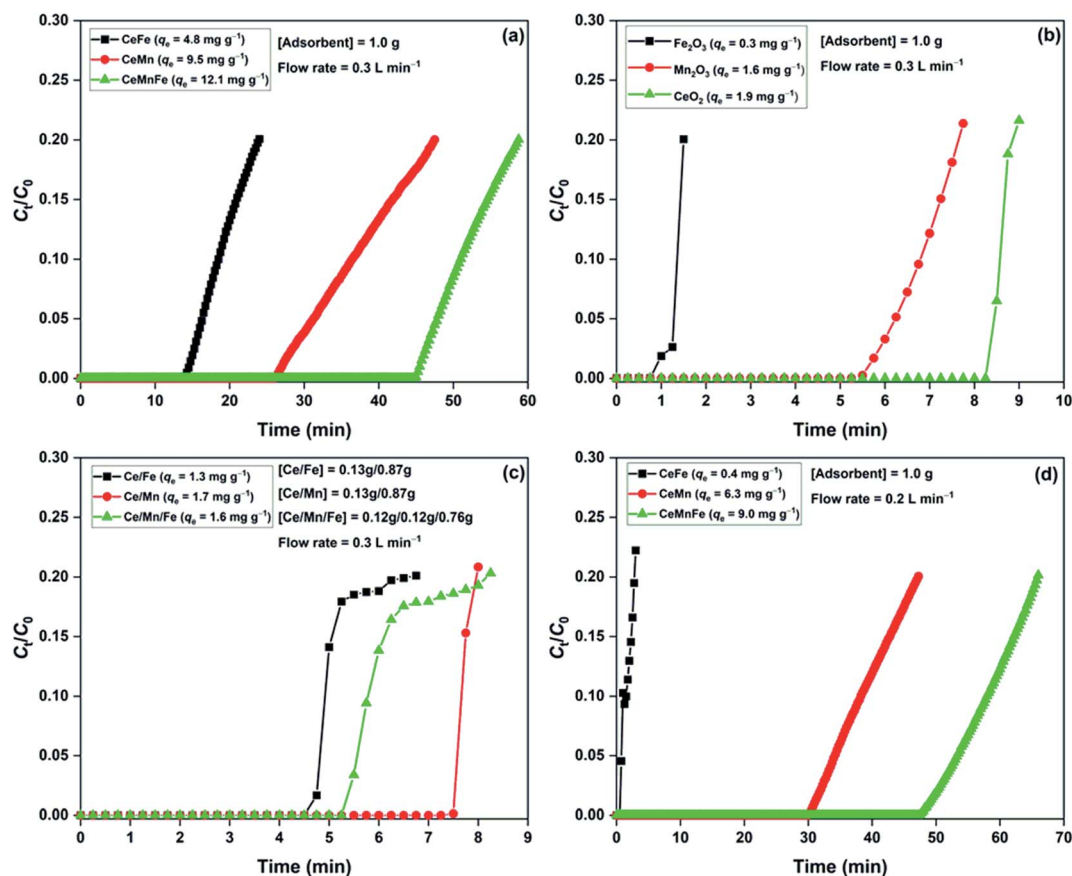 0.30
0.25
0.20
0.15
0.10
0.05
0.00
Cₜ/C₀
CeFe (qₑ = 4.8 mg g⁻¹)
CeMn (qₑ = 9.5 mg g⁻¹)
CeMnFe (qₑ = 12.1 mg g⁻¹)
[Adsorbent] = 1.0 g
Flow rate = 0.3 L min⁻¹
(a)
0 10 20 30 40 50 60
Time (min)
0.30
0.25
0.20
0.15
0.10
0.05
0.00
Cₜ/C₀
Fe₂O₃ (qₑ = 0.3 mg g⁻¹)
Mn₂O₃ (qₑ = 1.6 mg g⁻¹)
CeO₂ (qₑ = 1.9 mg g⁻¹)
[Adsorbent] = 1.0 g
Flow rate = 0.3 L min⁻¹
(b)
0 1 2 3 4 5 6 7 8 9 10
Time (min)
0.30
0.25
0.20
0.15
0.10
0.05
0.00
Cₜ/C₀
Ce/Fe (qₑ = 1.3 mg g⁻¹)
Ce/Mn (qₑ = 1.7 mg g⁻¹)
Ce/Mn/Fe (qₑ = 1.6 mg g⁻¹)
[Ce/Fe] = 0.13g/0.87g
[Ce/Mn] = 0.13g/0.87g
[Ce/Mn/Fe] = 0.12g/0.12g/0.76g
Flow rate = 0.3 L min⁻¹
(c)
0 1 2 3 4 5 6 7 8
Time (min)
0.30
0.25
0.20
0.15
0.10
0.05
0.00
Cₜ/C₀
CeFe (qₑ = 0.4 mg g⁻¹)
CeMn (qₑ = 6.3 mg g⁻¹)
CeMnFe (qₑ = 9.0 mg g⁻¹)
[Adsorbent] = 1.0 g
Flow rate = 0.2 L min⁻¹
(d)
0 10 20 30 40 50 60 70
Time (min)